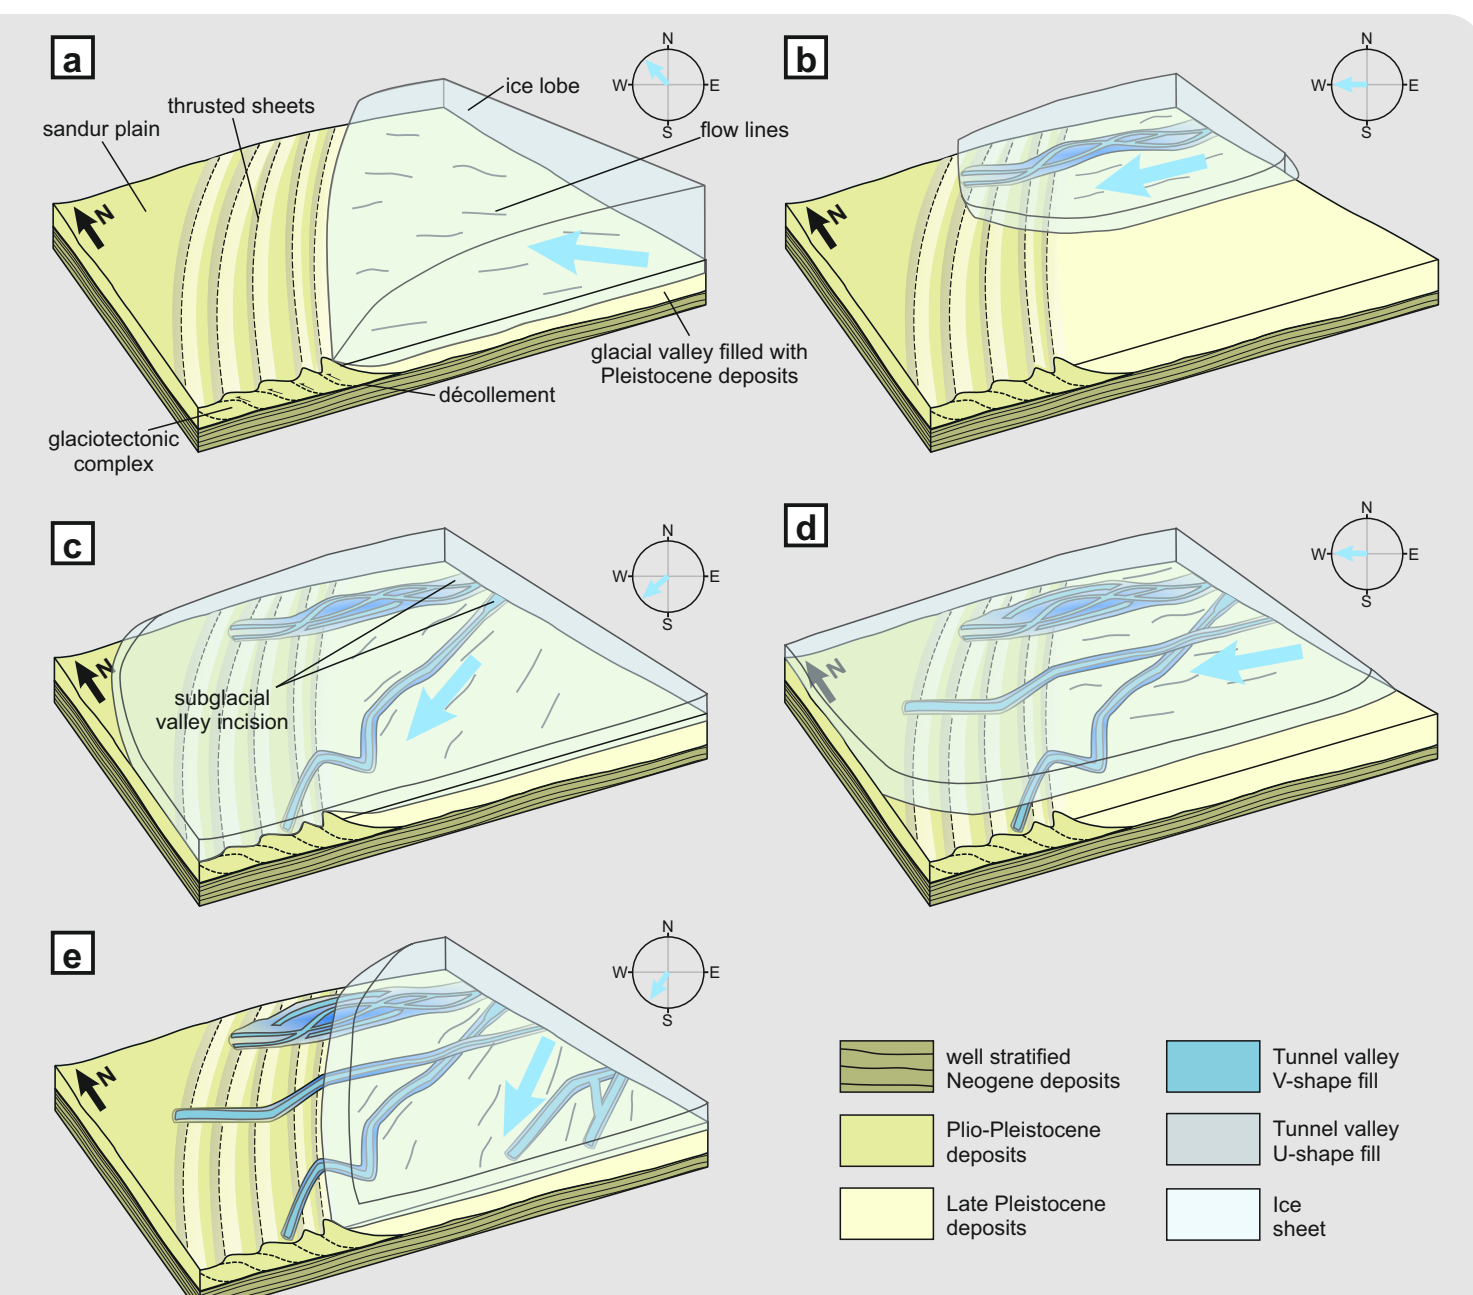 a
N
W
E
S
ice lobe
thrusted sheets
sandur plain
flow lines
N
glacial valley filled with
Pleistocene deposits
décollement
glaciotectonic
complex
b
N
W
E
S
N
c
N
W
E
S
N
subglacial
valley incision
d
N
W
E
S
N
e
N
W
E
S
N
well stratified
Neogene deposits
Plio-Pleistocene
deposits
Late Pleistocene
deposits
Tunnel valley
V-shape fill
Tunnel valley
U-shape fill
Ice
sheet